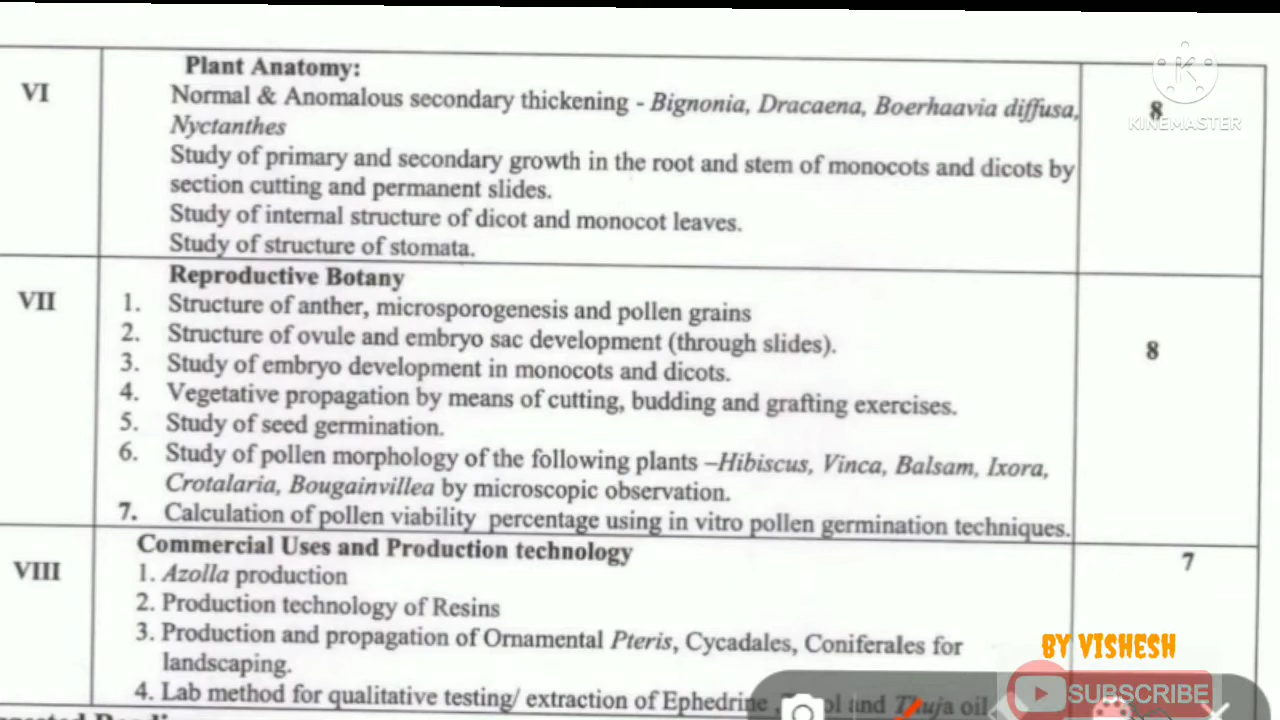 Plant Anatomy:
VI
Normal & Anomalous secondary thickening - Bignonia, Dracaena, Boerhaavia diffusa,
8
KINEMASTER
Nyctanthes
Study of primary and secondary growth in the root and stem of monocots and dicots by
section cutting and permanent slides.
Study of internal structure of dicot and monocot leaves.
Study of structure of stomata.
Reproductive Botany
VII
1. Structure of anther, microsporogenesis and pollen grains
2. Structure of ovule and embryo sac development (through slides).
8
3. Study of embryo development in monocots and dicots.
4. Vegetative propagation by means of cutting, budding and grafting exercises.
5. Study of seed germination.
6. Study of pollen morphology of the following plants –Hibiscus, Vinca, Balsam, Ixora,
Crotalaria, Bougainvillea by microscopic observation.
7. Calculation of pollen viability percentage using in vitro pollen germination techniques.
Commercial Uses and Production technology
7
VIII
1. Azolla production
2. Production technology of Resins
3. Production and propagation of Ornamental Pteris, Cycadales, Coniferales for
landscaping.
BY VISHESH
4. Lab method for qualitative testing/ extraction of Ephedrine , and Thuja oil
SUBSCRIBE